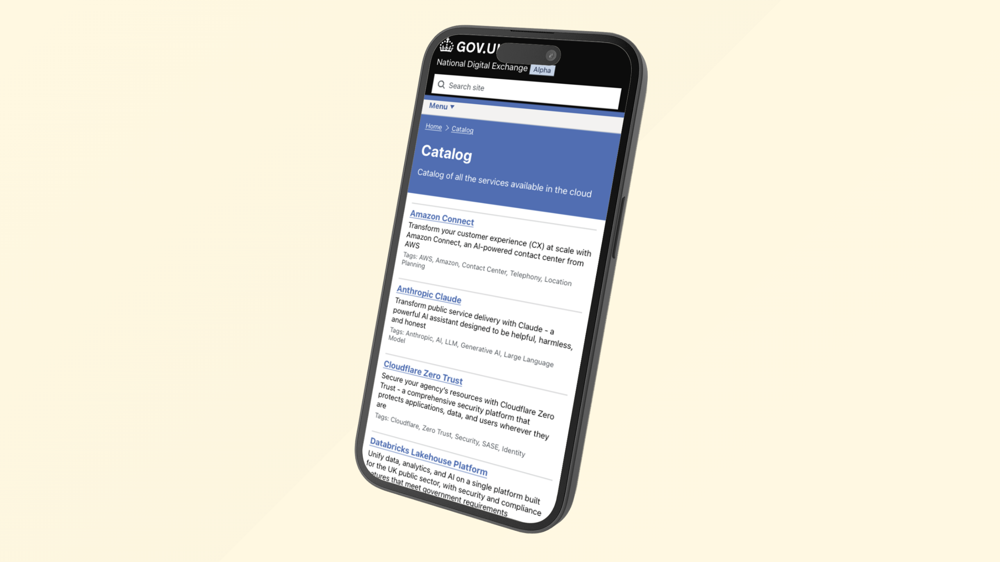 GOV.U
National Digital Exchange Alpha
Search site
Menu
Home > Catalog
Catalog
Catalog of all the services available in the cloud
Amazon Connect
Transform your customer experience (CX) at scale with
Amazon Connect, an AI-powered contact center from
AWS
Tags: AWS, Amazon, Contact Center, Telephony, Location
Planning
Anthropic Claude
Transform public service delivery with Claude - a
powerful AI assistant designed to be helpful, harmless,
and honest
Tags: Anthropic, AI, LLM, Generative AI, Large Language
Model
Cloudflare Zero Trust
Secure your agency's resources with Cloudflare Zero
Trust - a comprehensive security platform that
protects applications, data, and users wherever they
are
Tags: Cloudflare, Zero Trust, Security, SASE, Identity
Databricks Lakehouse Platform
Unify data, analytics, and AI on a single platform built
for the UK public sector, with security and compliance
atures that meet government requirements